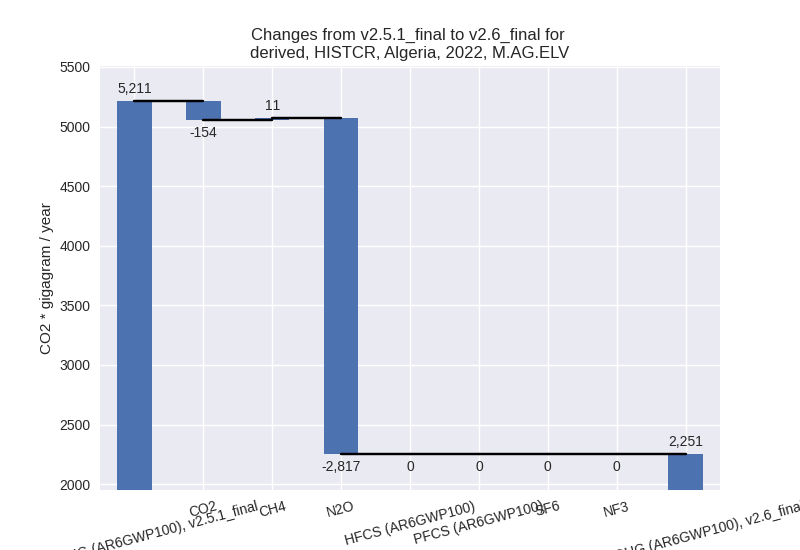 Changes from v2.5.1_final to v2.6_final for
derived, HISTCR, Algeria, 2022, M.AG.ELV
CO2 * gigagram / year
5500
5000
4500
4000
3500
3000
2500
2000
5,211
-154
11
-2,817
0
0
0
0
2,251
(AR6GWP100), v2.5.1_final
CO2
CH4
N2O
HFCS (AR6GWP100)
PFCS (AR6GWP100)
SF6
NF3
(AR6GWP100), v2.6_final